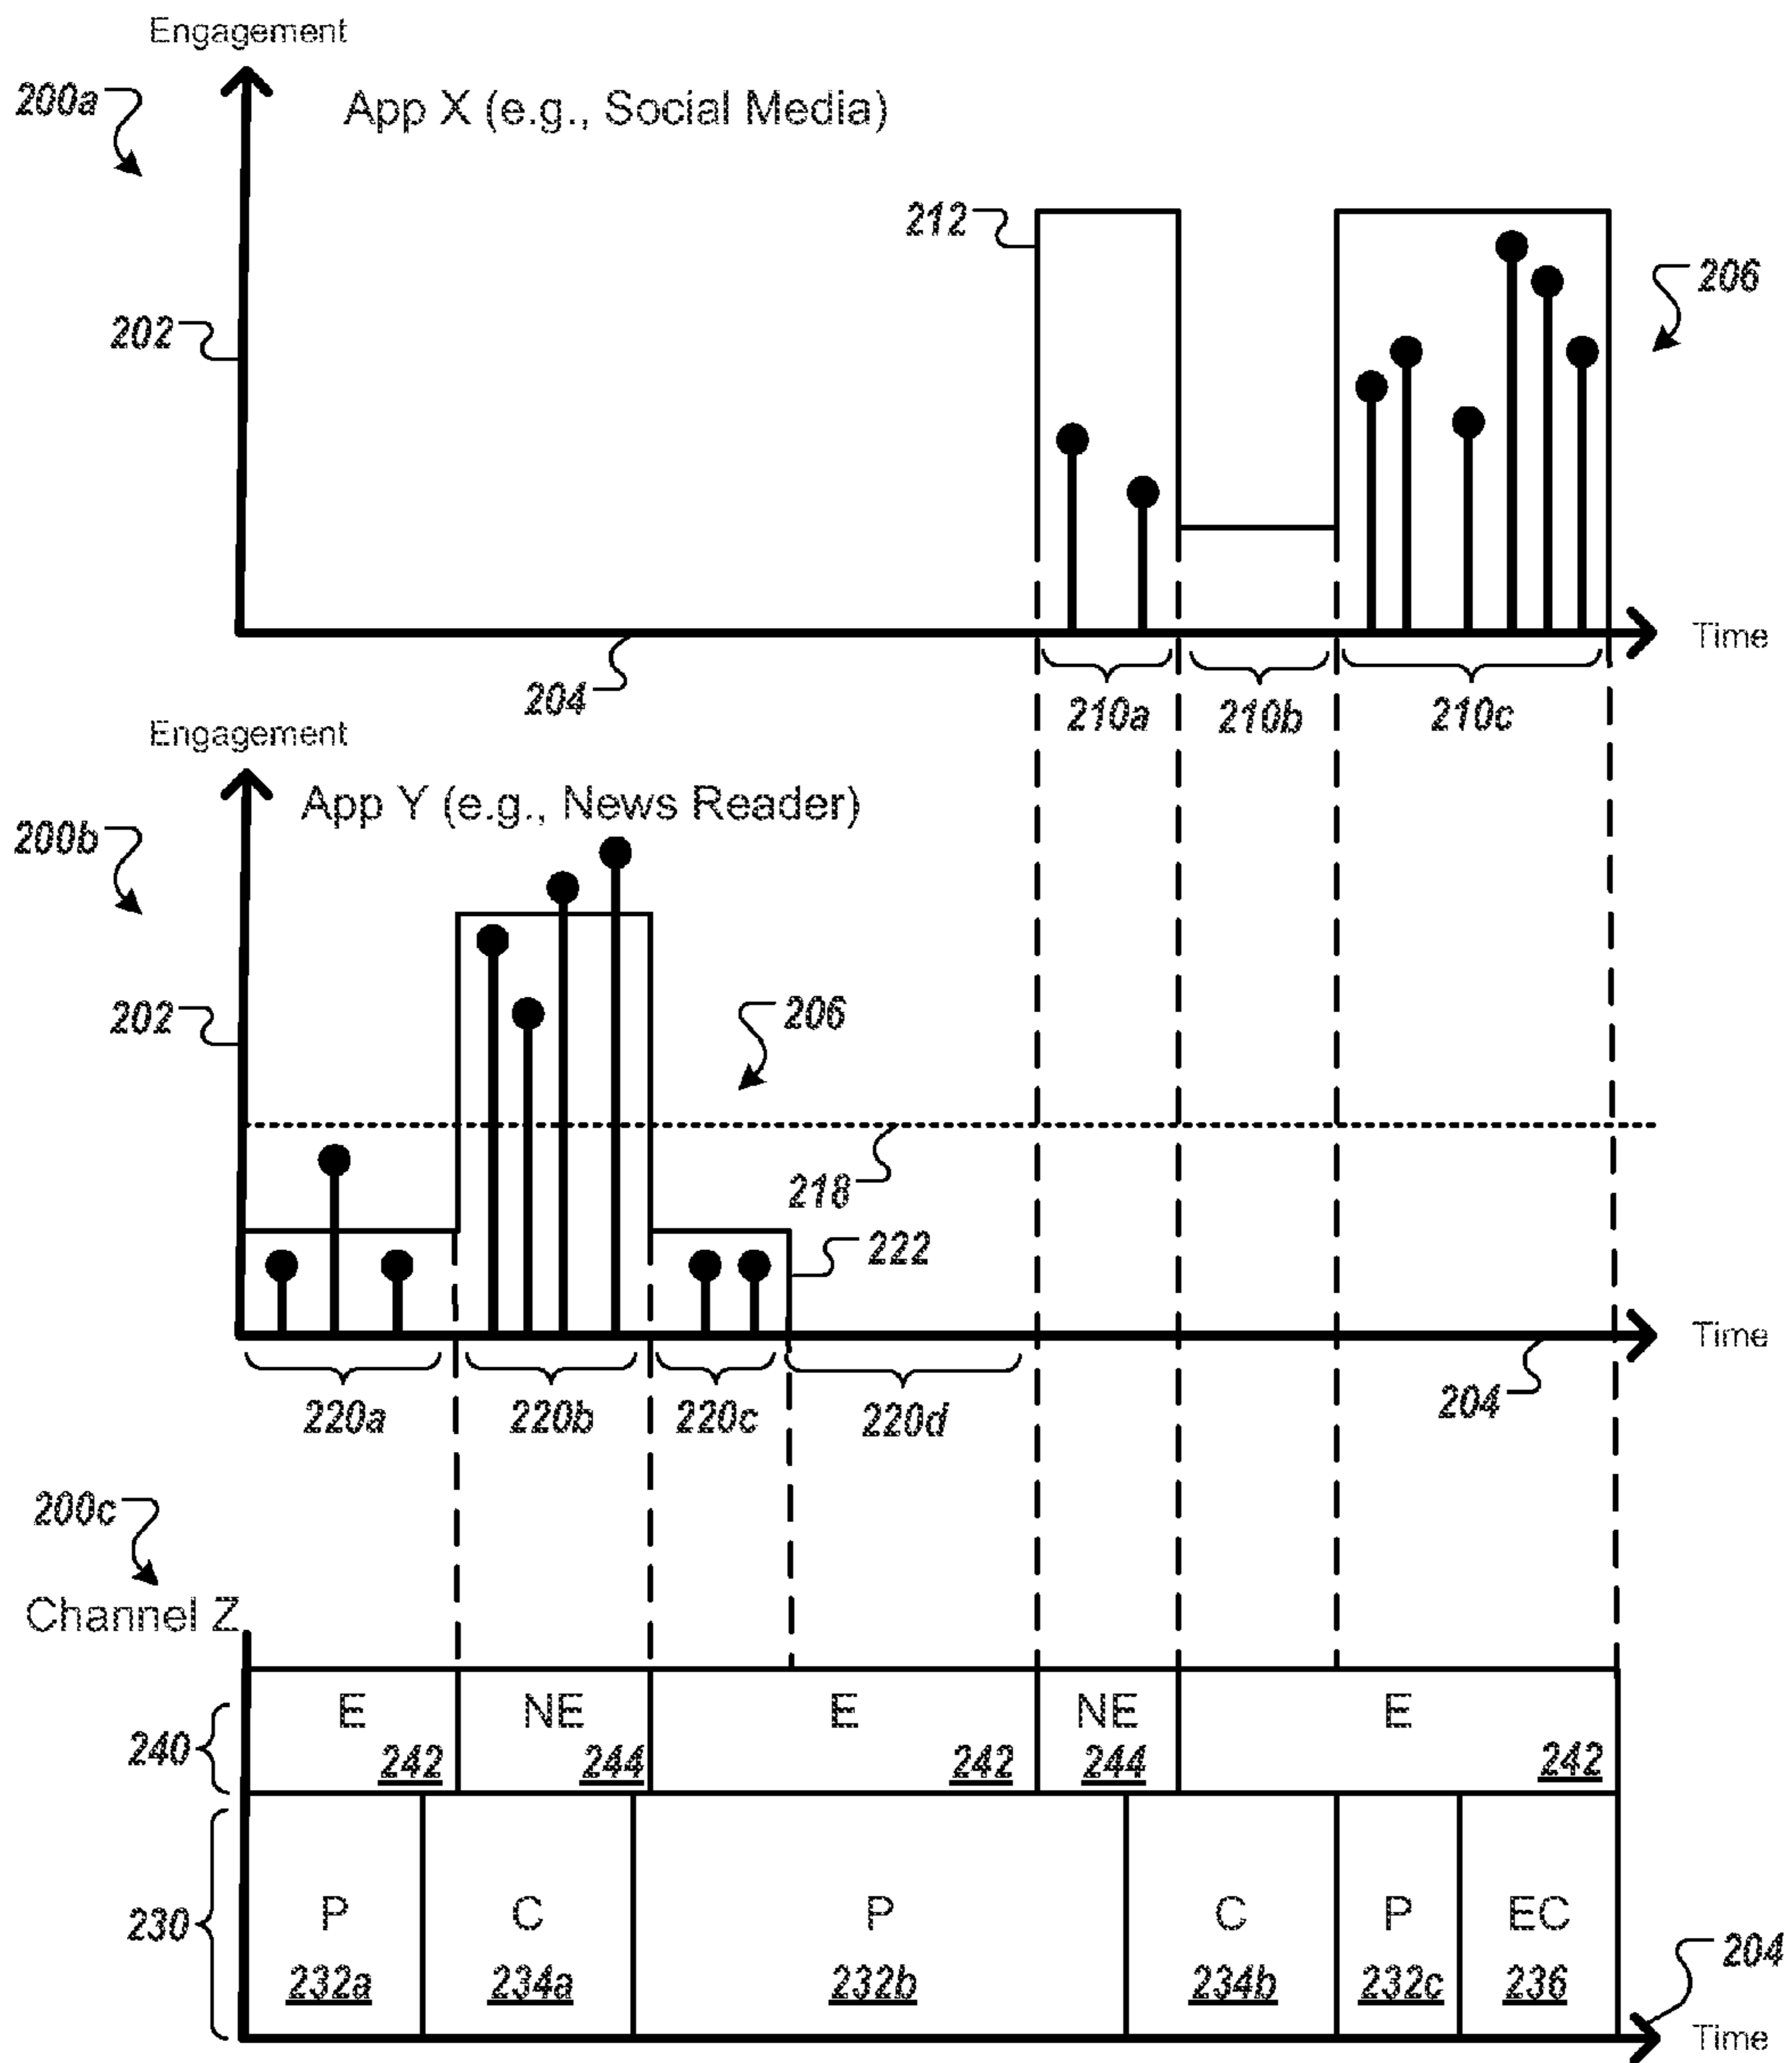 Engagement
200a
App X (e.g., Social Media)
212
206
202
Time
204
210a 210b 210c
Engagement
App Y (e.g., News Reader)
200b
202
206
218
222
Time
220a 220b 220c 220d
204
200c
Channel Z
E NE E NE E
240
242 244 242 244 242
P C P C P EC
230
232a 234a 232b 234b 232c 236
204
Time